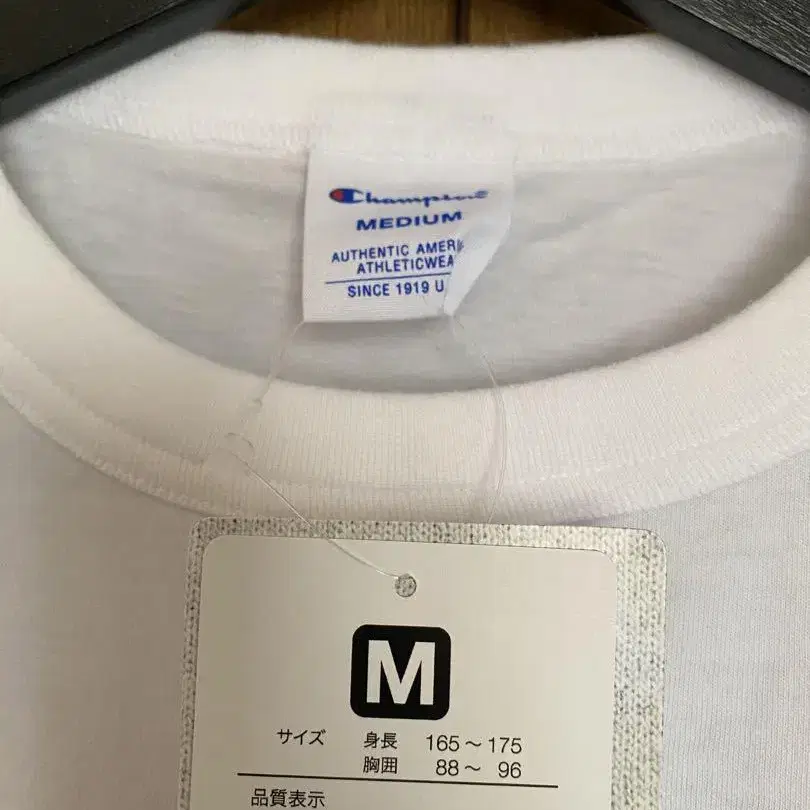 Champion
MEDIUM
AUTHENTIC AMERI
ATHLETICWEA
SINCE 1919 U
M
サイズ 身長 165～175
胸囲 88～ 96
品質表示